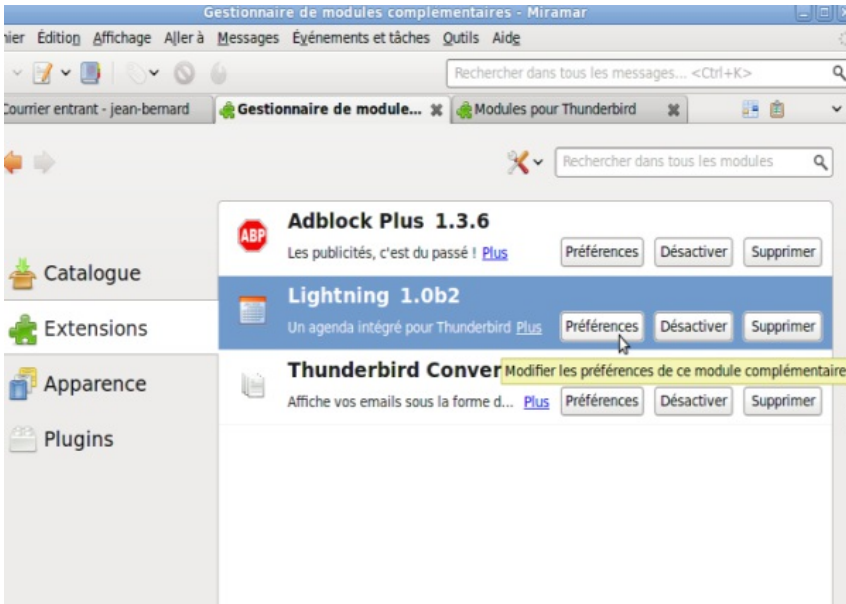 Gestionnaire de modules complémentaires - Miramar
hier Édition Affichage Aller à Messages Événements et tâches Outils Aide
Rechercher dans tous les messages... <Ctrl+K>
Courrier entrant - jean-bernard Gestionnaire de module... Modules pour Thunderbird
Rechercher dans tous les modules
Catalogue
Extensions
Apparence
Plugins
ABP
Adblock Plus 1.3.6
Les publicités, c'est du passé ! Plus Préférences Désactiver Supprimer
Lightning 1.0b2
Un agenda intégré pour Thunderbird Plus Préférences Désactiver Supprimer
Thunderbird Conver
Modifier les préférences de ce module complémentaire
Affiche vos emails sous la forme d... Plus Préférences Désactiver Supprimer